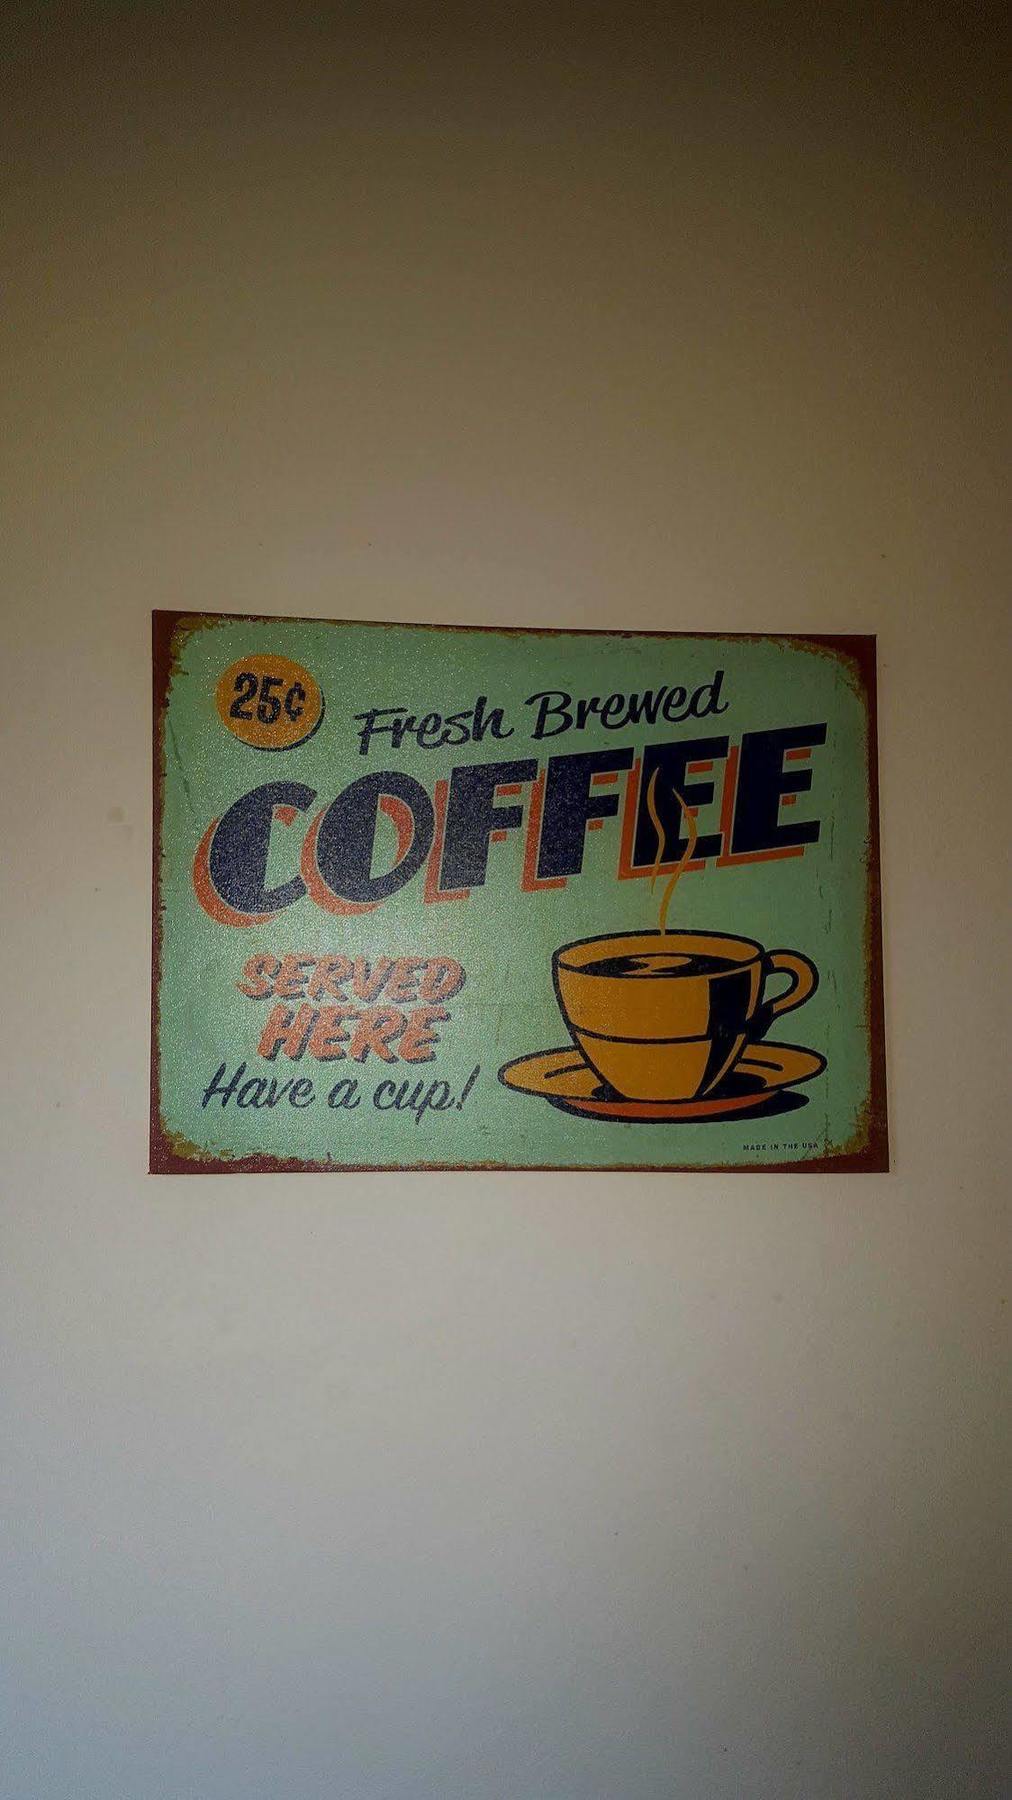 25¢
Fresh Brewed
COFFEE
SERVED
HERE
Have a cup!
MADE IN THE USA